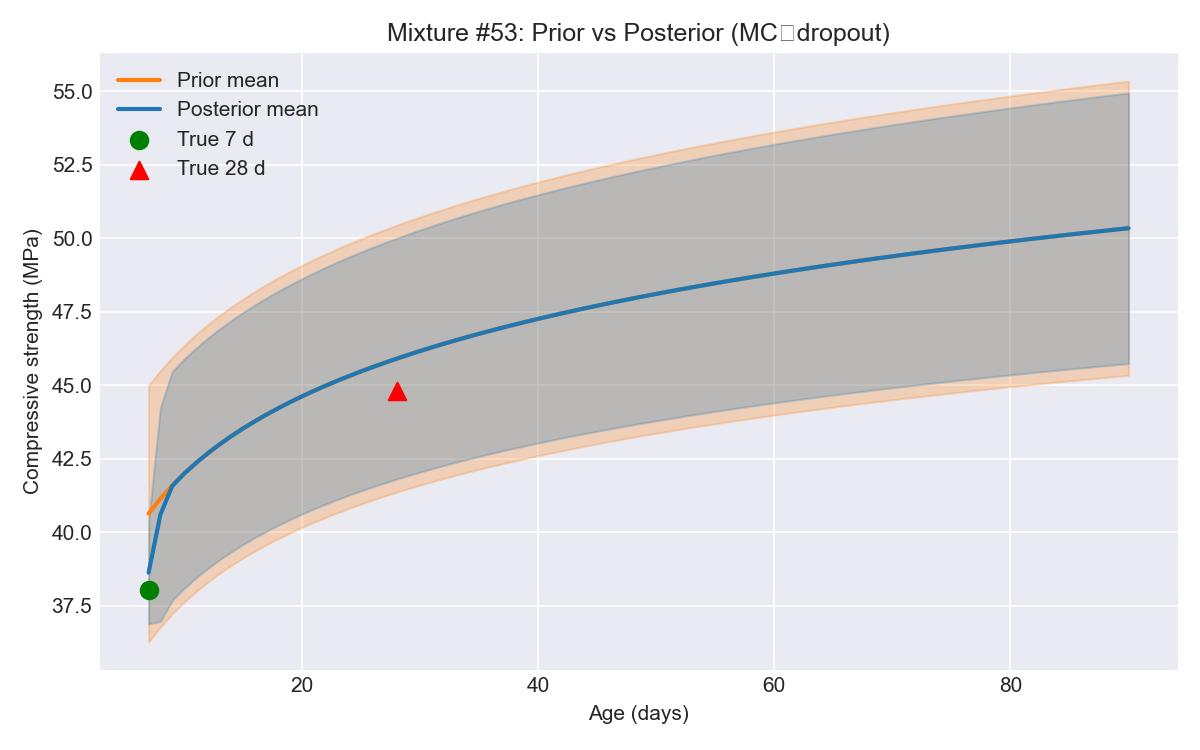 Mixture #53: Prior vs Posterior (MC□dropout)
Prior mean
Posterior mean
True 7 d
True 28 d
55.0
52.5
50.0
47.5
45.0
42.5
40.0
37.5
Compressive strength (MPa)
20
40
60
80
Age (days)